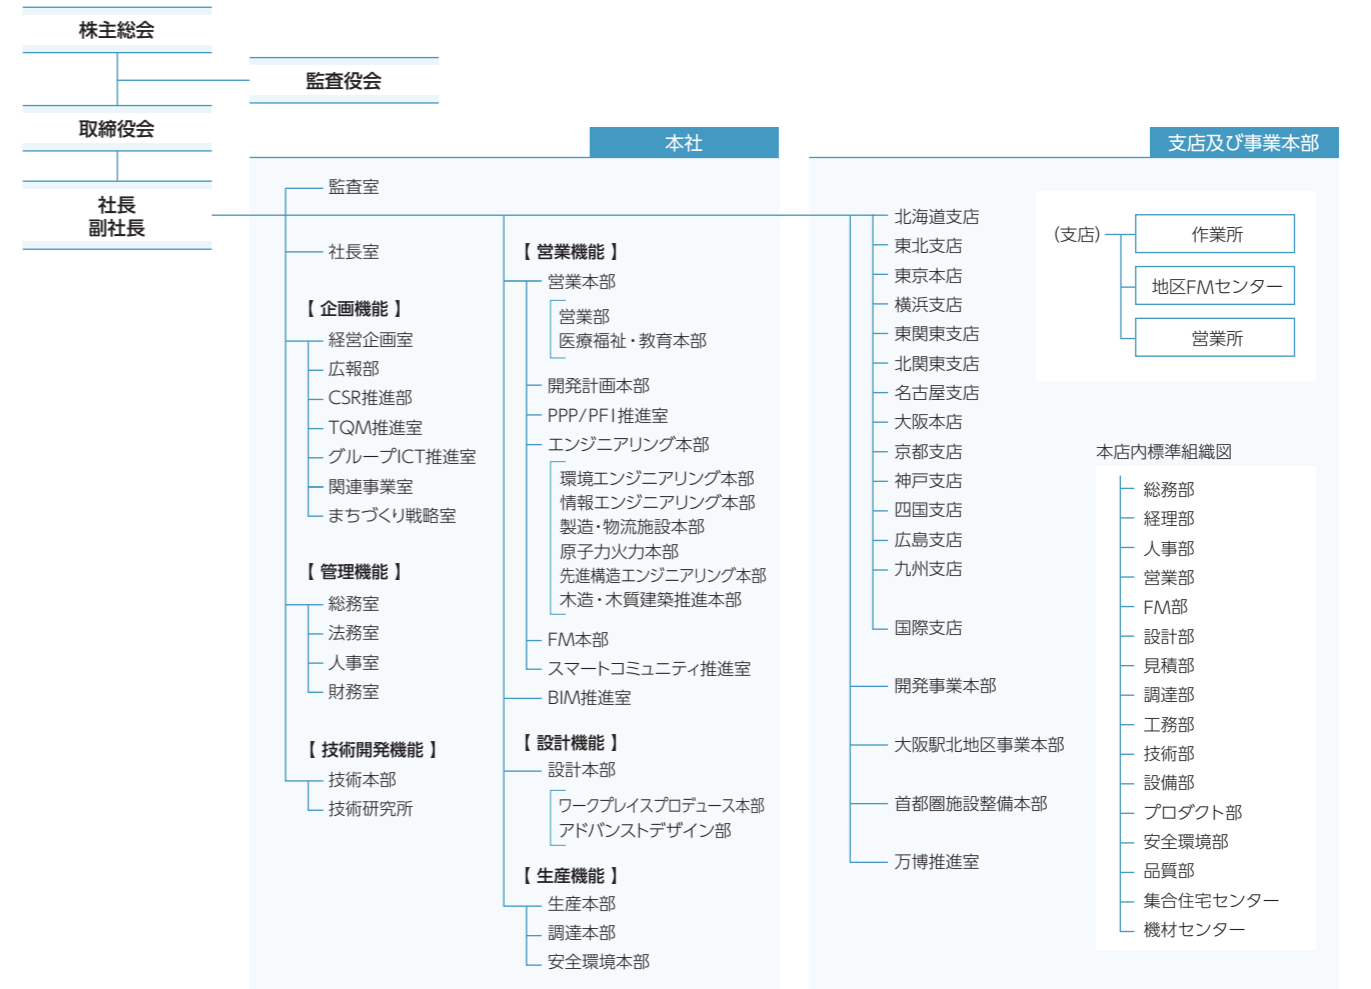 株主総会
監査役会
取締役会
社長
副社長
本社
監査室
社長室
【 企画機能 】
経営企画室
広報部
CSR推進部
TQM推進室
グループICT推進室
関連事業室
まちづくり戦略室
【 管理機能 】
総務室
法務室
人事室
財務室
【 技術開発機能 】
技術本部
技術研究所
【 営業機能 】
営業本部
営業部
医療福祉・教育本部
開発計画本部
PPP/PFI推進室
エンジニアリング本部
環境エンジニアリング本部
情報エンジニアリング本部
製造・物流施設本部
原子力火力本部
先進構造エンジニアリング本部
木造・木質建築推進本部
FM本部
スマートコミュニティ推進室
BIM推進室
【 設計機能 】
設計本部
ワークプレイスプロデュース本部
アドバンストデザイン部
【 生産機能 】
生産本部
調達本部
安全環境本部
支店及び事業本部
北海道支店
東北支店
東京本店
横浜支店
東関東支店
北関東支店
名古屋支店
大阪本店
京都支店
神戸支店
四国支店
広島支店
九州支店
国際支店
開発事業本部
大阪駅北地区事業本部
首都圏施設整備本部
万博推進室
（支店）
作業所
地区FMセンター
営業所
本店内標準組織図
総務部
経理部
人事部
営業部
FM部
設計部
見積部
調達部
工務部
技術部
設備部
プロダクト部
安全環境部
品質部
集合住宅センター
機材センター